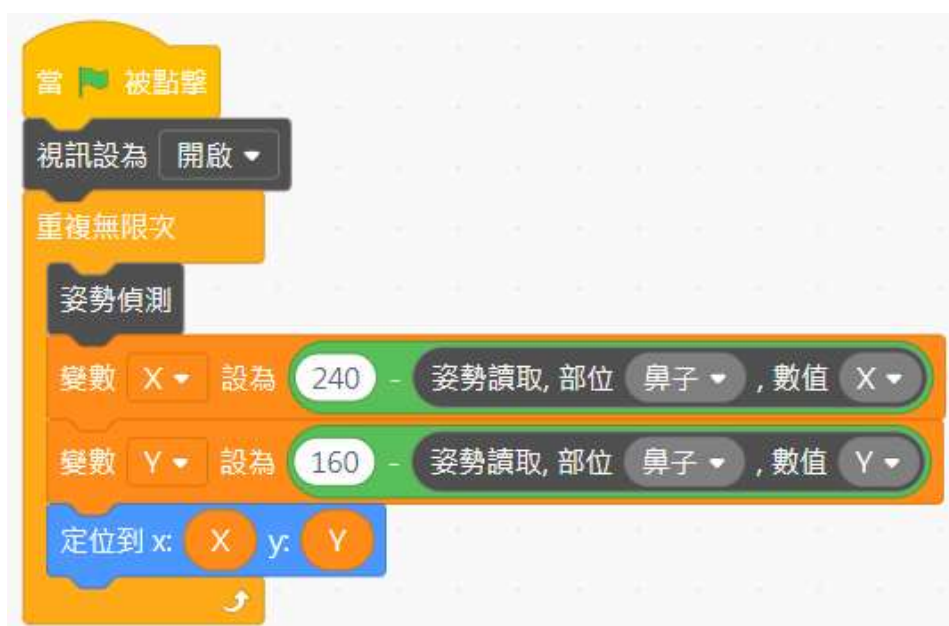 當 被點擊
視訊設為 開啟
重複無限次
姿勢偵測
變數 X 設為 240 - 姿勢讀取, 部位 鼻子 , 數值 X
變數 Y 設為 160 - 姿勢讀取, 部位 鼻子 , 數值 Y
定位到 x: X y: Y